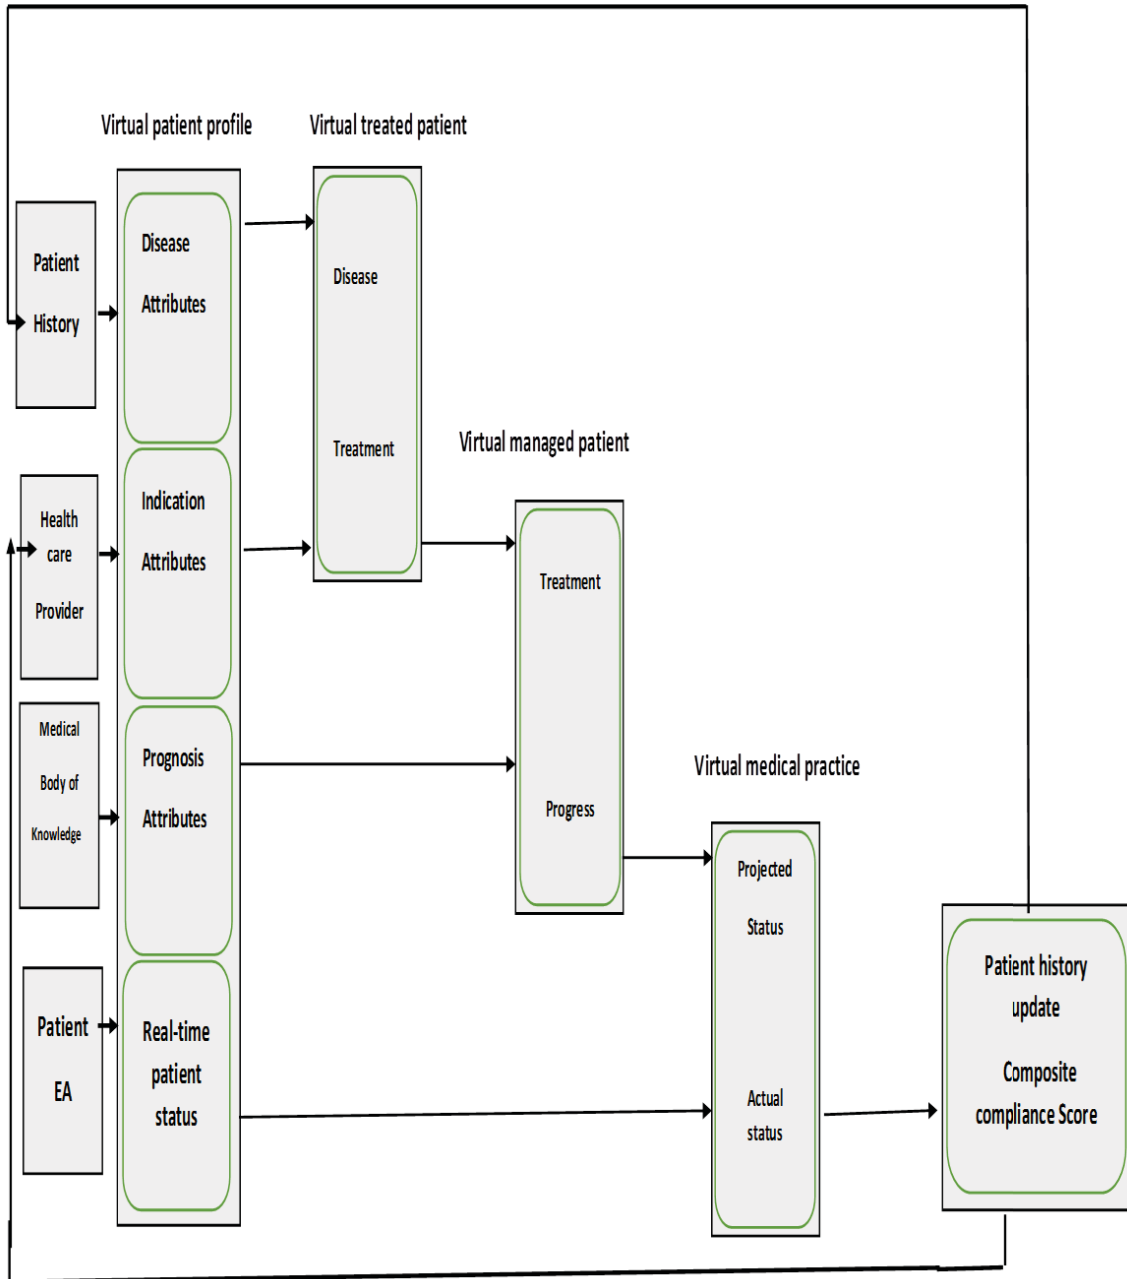 Virtual patient profile
Virtual treated patient
Patient
History
Disease
Attributes
Disease
Treatment
Virtual managed patient
Health
care
Provider
Indication
Attributes
Treatment
Progress
Medical
Body of
Knowledge
Prognosis
Attributes
Virtual medical practice
Projected
Status
Actual
status
Patient
EA
Real-time
patient
status
Patient history
update
Composite
compliance Score